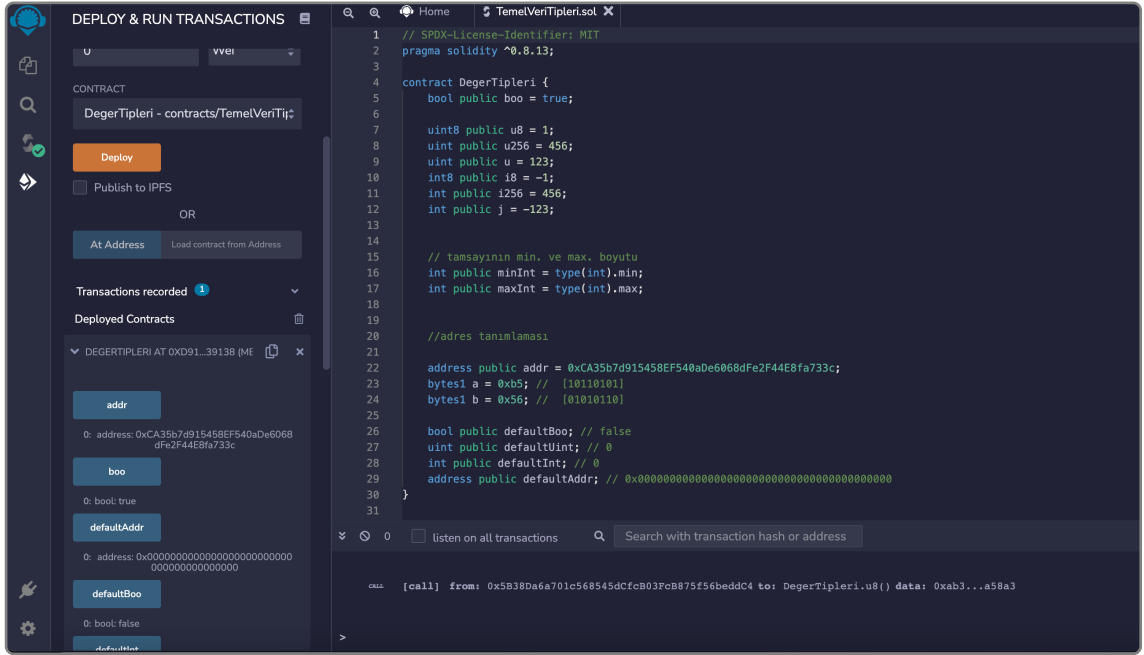 DEPLOY & RUN TRANSACTIONS
0
Wei
CONTRACT
DegerTipleri - contracts/TemelVeriTip
Deploy
Publish to IPFS
OR
At Address
Load contract from Address
Transactions recorded 1
Deployed Contracts
DEGERTIPLERI AT 0XD91...39138 (ME
addr
0: address: 0xCA35b7d915458EF540aDe6068
dFe2F44E8fa733c
boo
0: bool: true
defaultAddr
0: address: 0x0000000000000000000000000
000000000000000
defaultBoo
0: bool: false
defaultInt
Home
TemelVeriTipleri.sol
1 // SPDX-License-Identifier: MIT
2 pragma solidity ^0.8.13;
3
4 contract DegerTipleri {
5 bool public boo = true;
6
7 uint8 public u8 = 1;
8 uint public u256 = 456;
9 uint public u = 123;
10 int8 public i8 = -1;
11 int public i256 = 456;
12 int public j = -123;
13
14
15 // tamsayının min. ve max. boyutu
16 int public minInt = type(int).min;
17 int public maxInt = type(int).max;
18
19
20 //adres tanımlaması
21
22 address public addr = 0xCA35b7d915458EF540aDe6068dFe2F44E8fa733c;
23 bytes1 a = 0xb5; // [10110101]
24 bytes1 b = 0x56; // [01010110]
25
26 bool public defaultBoo; // false
27 uint public defaultUint; // 0
28 int public defaultInt; // 0
29 address public defaultAddr; // 0x0000000000000000000000000000000000000000
30 }
31
0
listen on all transactions
Search with transaction hash or address
CALL [call] from: 0x5B38Da6a701c568545dCfcB03FcB875f56beddC4 to: DegerTipleri.u8() data: 0xab3...a58a3
>